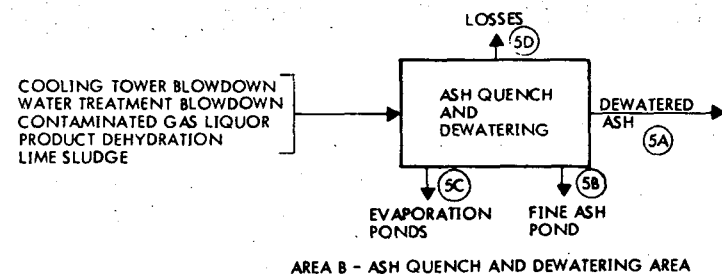 LOSSES
5D
COOLING TOWER BLOWDOWN
WATER TREATMENT BLOWDOWN
CONTAMINATED GAS LIQUOR
PRODUCT DEHYDRATION
LIME SLUDGE
ASH QUENCH
AND
DEWATERING
DEWATERED
ASH
5A
5C
5B
EVAPORATION
PONDS
FINE ASH
POND
AREA B - ASH QUENCH AND DEWATERING AREA